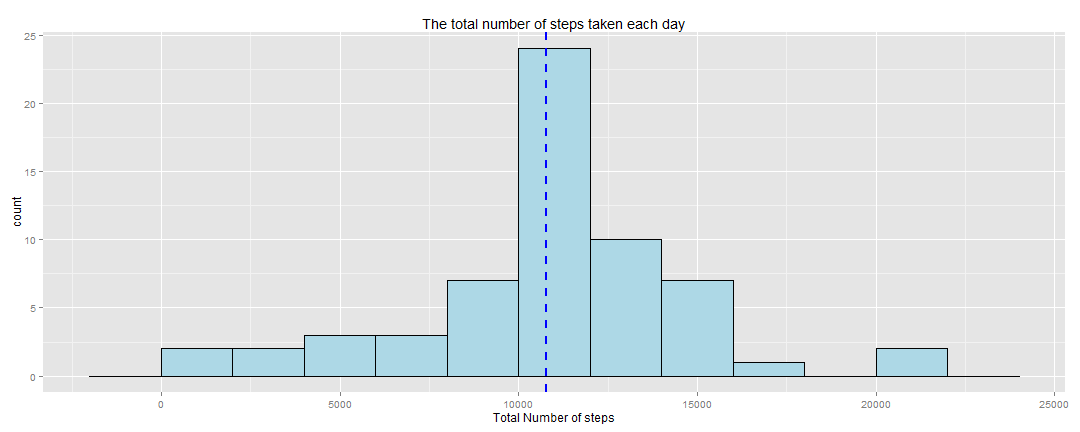 The total number of steps taken each day
25
20
15
10
5
0
count
0 5000 10000 15000 20000 25000
Total Number of steps